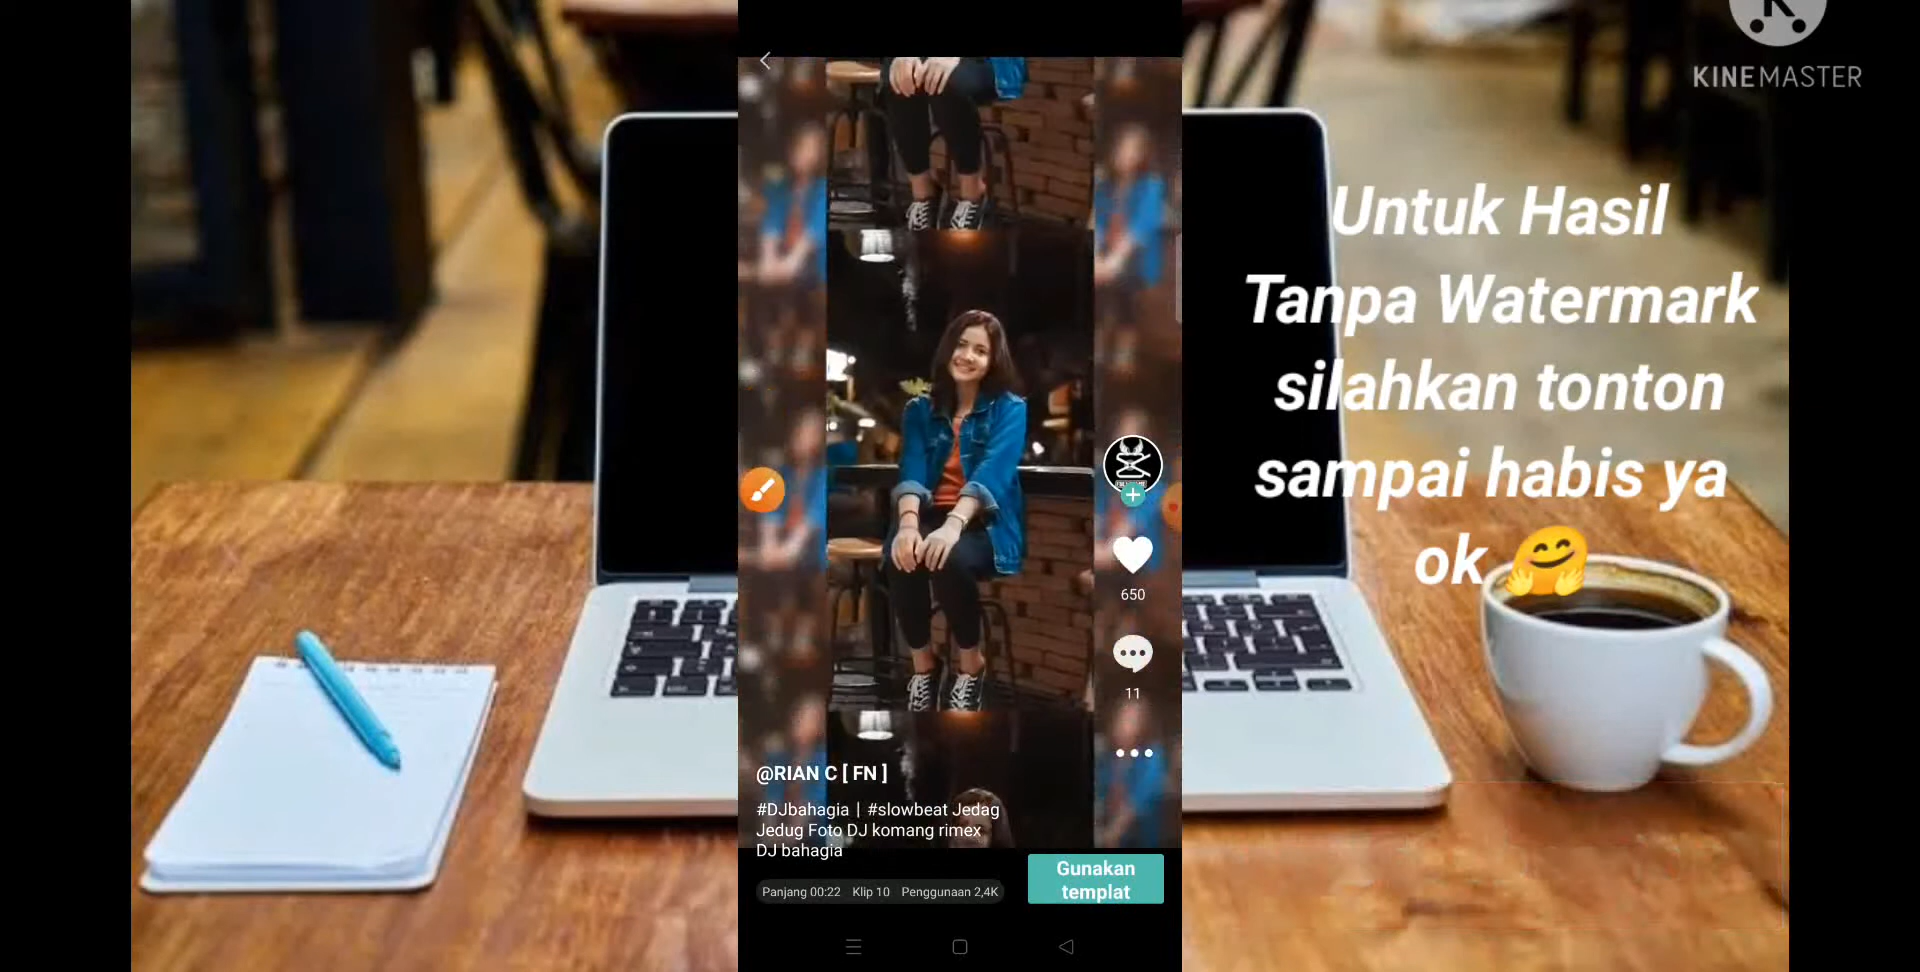 KINEMASTER
Untuk Hasil
Tanpa Watermark
silahkan tonton
sampai habis ya
ok 🤗
650
11
@RIAN C [ FN ]
#DJbahagia | #slowbeat Jedag
Jedug Foto DJ komang rimex
DJ bahagia
Panjang 00:22 Klip 10 Penggunaan 2,4K
Gunakan
templat